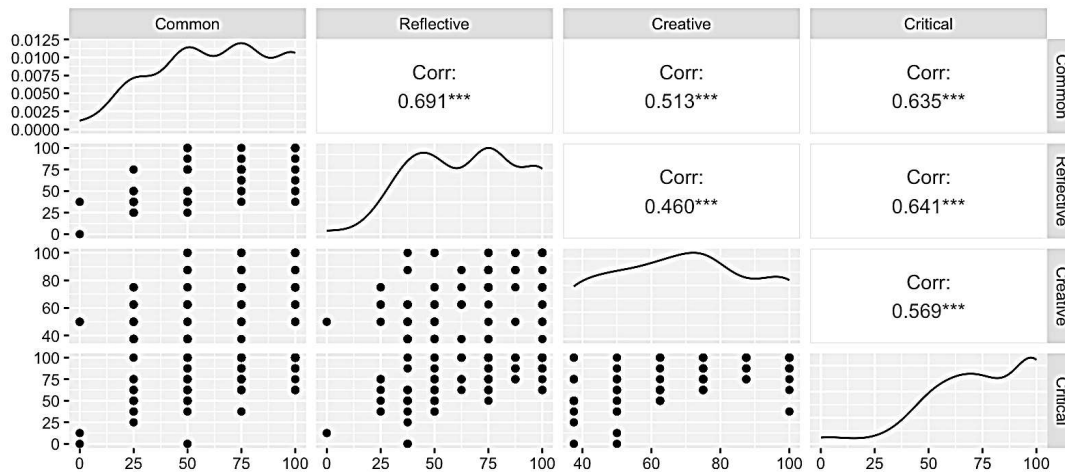 Common Reflective Creative Critical
0.0125
0.0100
0.0075
0.0050
0.0025
0.0000
Corr:
0.691***
Corr:
0.513***
Corr:
0.635***
Common
100
75
50
25
0
Corr:
0.460***
Corr:
0.641***
Reflective
100
80
60
40
Corr:
0.569***
Creative
100
75
50
25
0
Critical
0 25 50 75 100 0 25 50 75 100 40 60 80 100 0 25 50 75 100